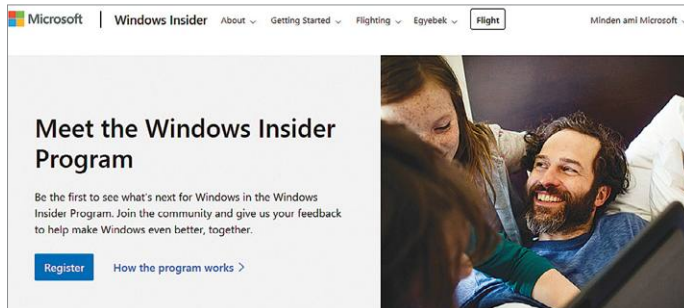 Microsoft | Windows Insider About Getting Started Flighting Egyebek Flight Minden ami Microsoft
Meet the Windows Insider
Program
Be the first to see what's next for Windows in the Windows
Insider Program. Join the community and give us your feedback
to help make Windows even better, together.
Register How the program works >